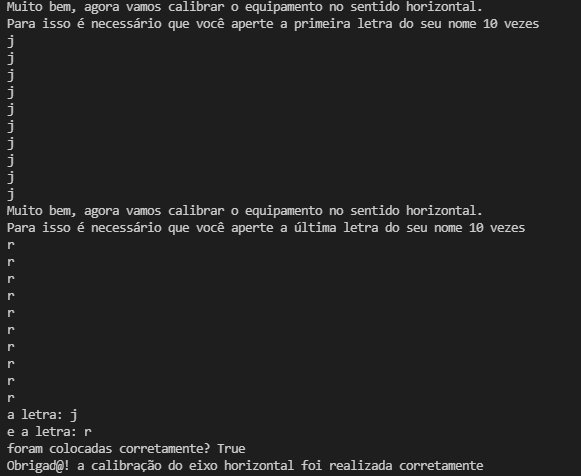 Muito bem, agora vamos calibrar o equipamento no sentido horizontal.
Para isso é necessário que você aperte a primeira letra do seu nome 10 vezes
j
j
j
j
j
j
j
j
j
j
Muito bem, agora vamos calibrar o equipamento no sentido horizontal.
Para isso é necessário que você aperte a última letra do seu nome 10 vezes
r
r
r
r
r
r
r
r
r
r
a letra: j
e a letra: r
foram colocadas corretamente? True
Obrigad@! a calibração do eixo horizontal foi realizada corretamente